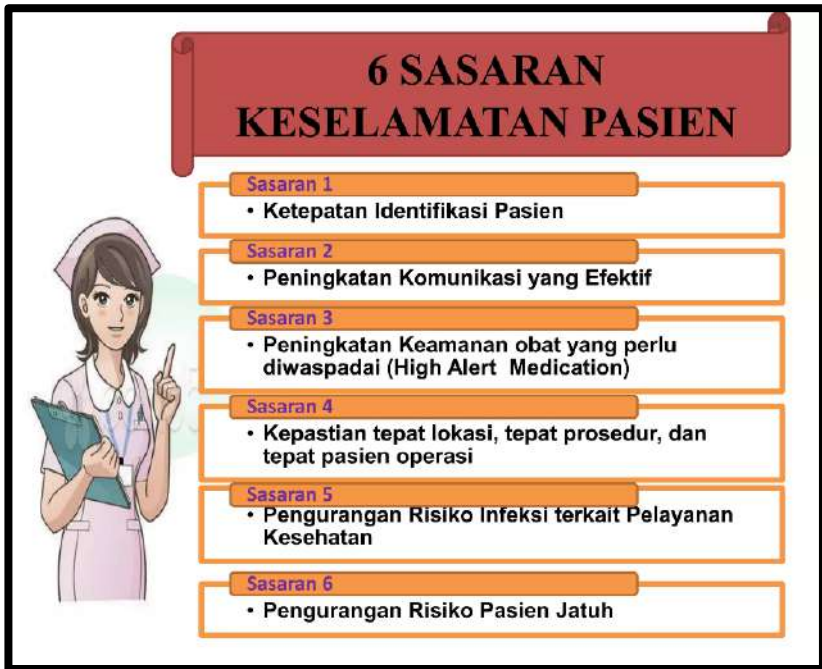 6 SASARAN
KESELAMATAN PASIEN
Sasaran 1
• Ketepatan Identifikasi Pasien
Sasaran 2
• Peningkatan Komunikasi yang Efektif
Sasaran 3
• Peningkatan Keamanan obat yang perlu
diwaspadai (High Alert Medication)
Sasaran 4
• Kepastian tepat lokasi, tepat prosedur, dan
tepat pasien operasi
Sasaran 5
• Pengurangan Risiko Infeksi terkait Pelayanan
Kesehatan
Sasaran 6
• Pengurangan Risiko Pasien Jatuh